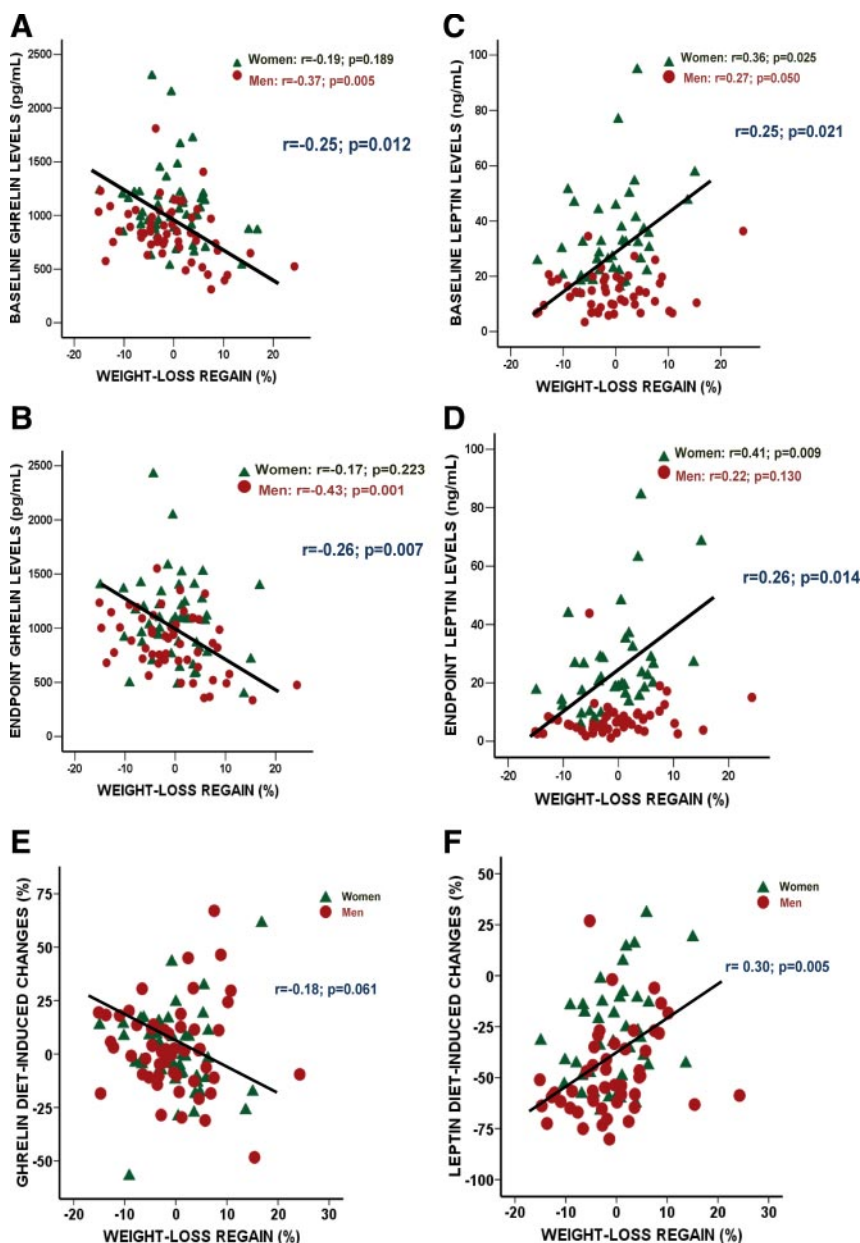 A
Women: r=-0.19; p=0.189
Men: r=-0.37; p=0.005
r=-0.25; p=0.012
BASELINE GHRELIN LEVELS (pg/mL)
2500
2000
1500
1000
500
0
-20
-10
0
10
20
WEIGHT-LOSS REGAIN (%)
C
Women: r=0.36; p=0.025
Men: r=0.27; p=0.050
r=0.25; p=0.021
BASELINE LEPTIN LEVELS (ng/mL)
100
80
60
40
20
0
-20
-10
0
10
20
WEIGHT-LOSS REGAIN (%)
B
Women: r=-0.17; p=0.223
Men: r=-0.43; p=0.001
r=-0.26; p=0.007
ENDPOINT GHRELIN LEVELS (pg/mL)
2500
2000
1500
1000
500
0
-20
-10
0
10
20
WEIGHT-LOSS REGAIN (%)
D
Women: r=0.41; p=0.009
Men: r=0.22; p=0.130
r=0.26; p=0.014
ENDPOINT LEPTIN LEVELS (ng/mL)
100
80
60
40
20
0
-20
-10
0
10
20
WEIGHT-LOSS REGAIN (%)
E
Women
Men
r=-0.18; p=0.061
GHRELIN DIET-INDUCED CHANGES (%)
75
50
25
0
-25
-50
-20
-10
0
10
20
30
WEIGHT-LOSS REGAIN (%)
F
Women
Men
r= 0.30; p=0.005
LEPTIN DIET-INDUCED CHANGES (%)
50
25
0
-25
-50
-75
-100
-20
-10
0
10
20
30
WEIGHT-LOSS REGAIN (%)